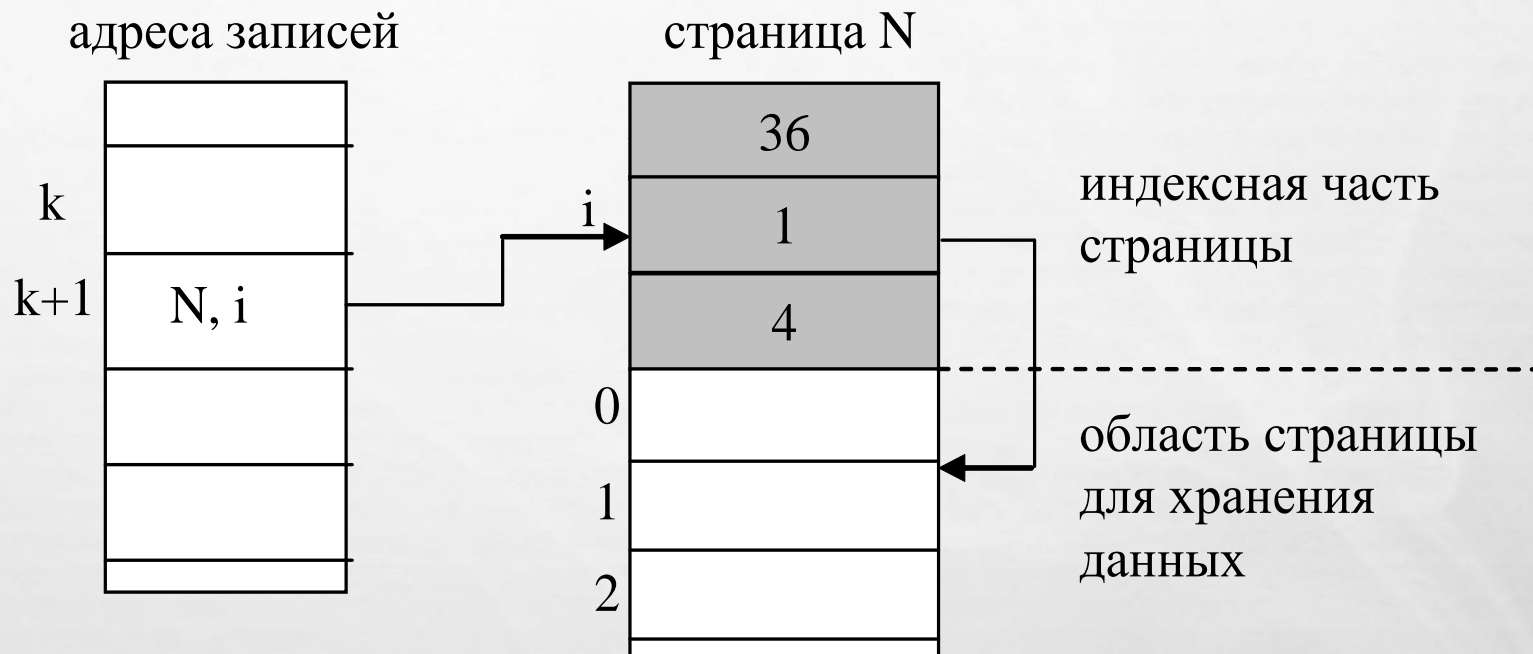 адреса записей
страница N
36
k
i
1
индексная часть
страницы
k+1
N, i
4
0
область страницы
1
для хранения
данных
2